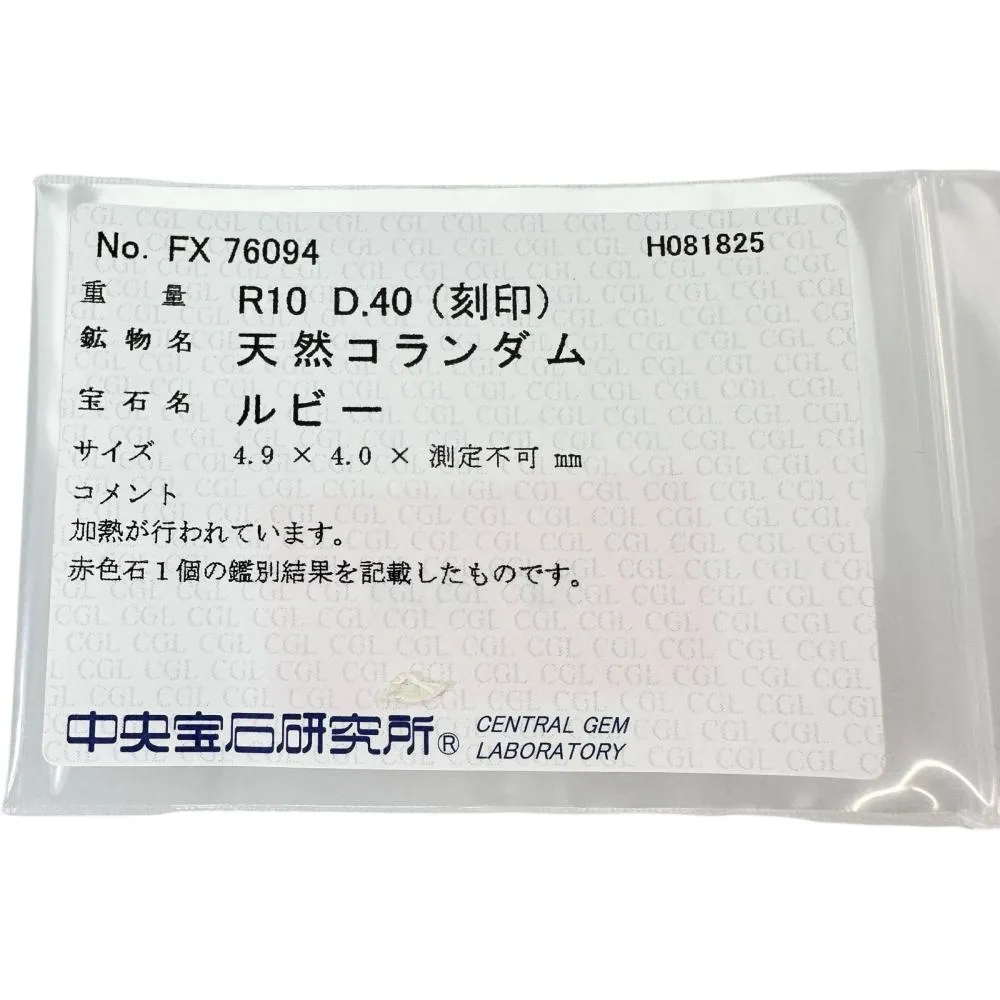 No. FX 76094 H081825
重量 R10 D.40 (刻印)
鉱物名 天然コランダム
宝石名 ルビー
サイズ 4.9 × 4.0 × 測定不可 mm
コメント
加熱が行われています。
赤色石1個の鑑別結果を記載したものです。
中央宝石研究所® CENTRAL GEM
LABORATORY